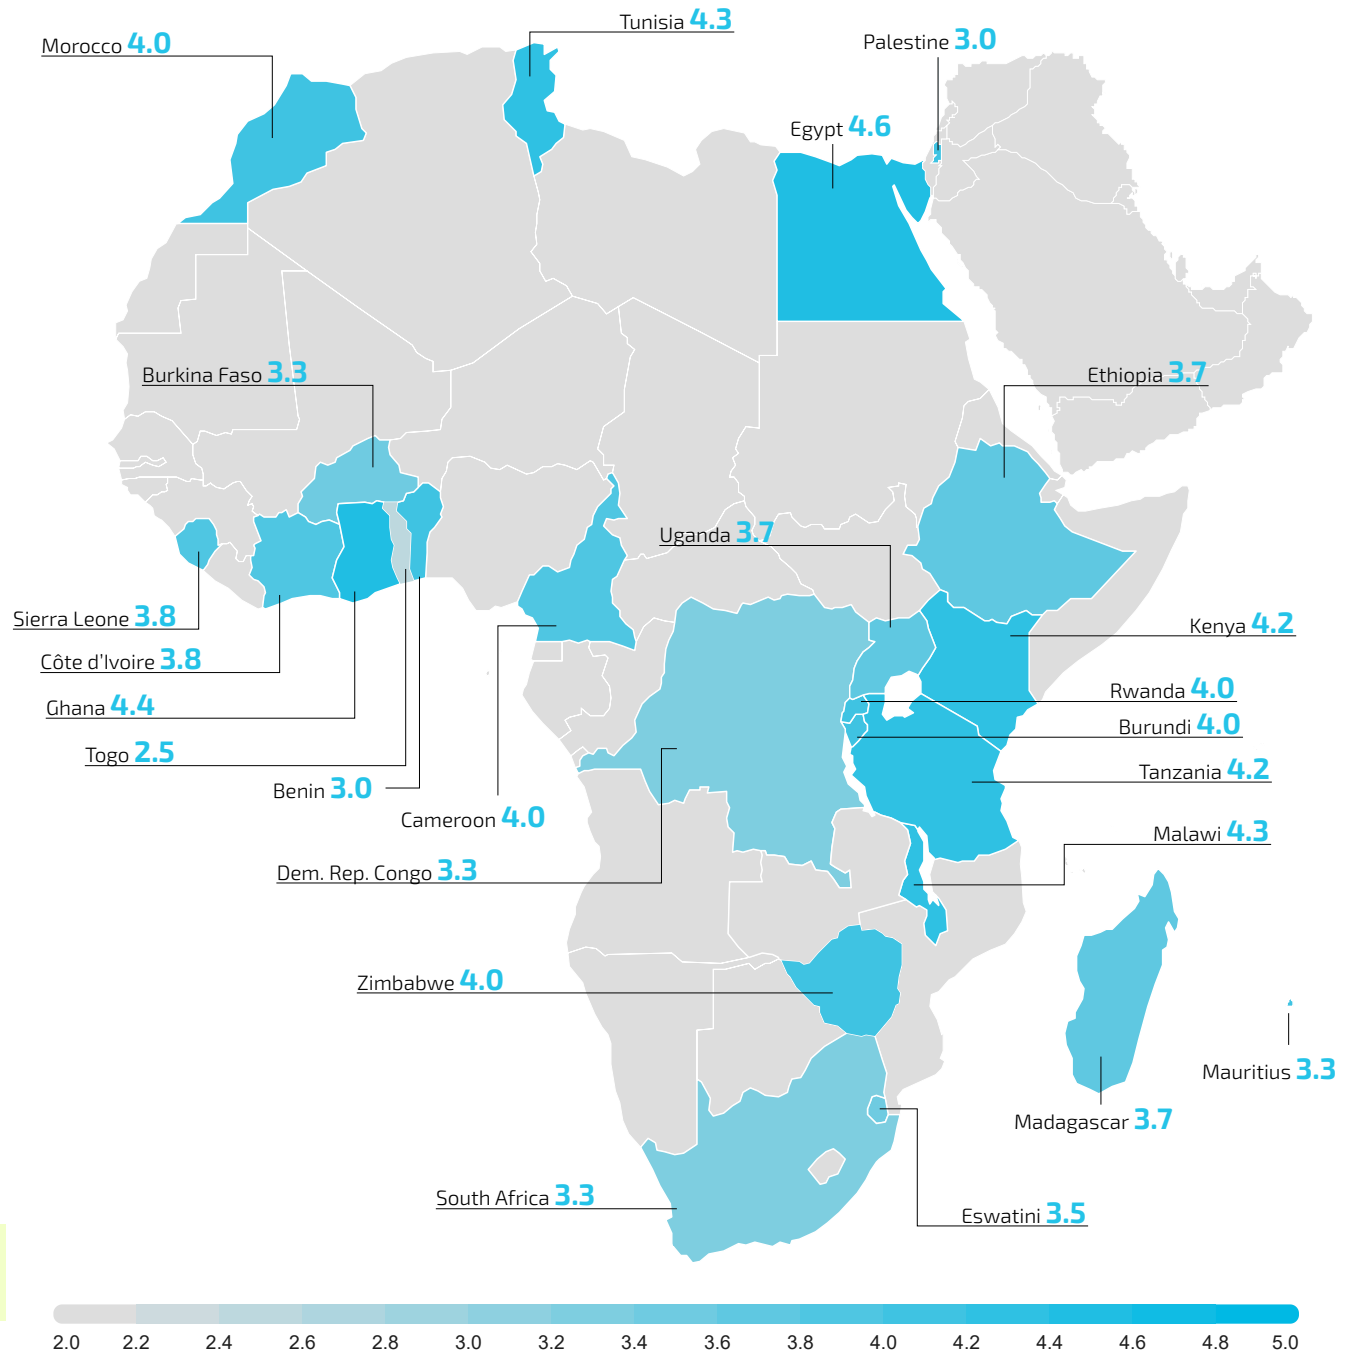 Tunisia 4.3
Morocco 4.0
Palestine 3.0
Egypt 4.6
Burkina Faso 3.3
Ethiopia 3.7
Uganda 3.7
Sierra Leone 3.8
Kenya 4.2
Côte d'Ivoire 3.8
Rwanda 4.0
Ghana 4.4
Burundi 4.0
Togo 2.5
Tanzania 4.2
Benin 3.0
Cameroon 4.0
Malawi 4.3
Dem. Rep. Congo 3.3
Zimbabwe 4.0
Mauritius 3.3
Madagascar 3.7
South Africa 3.3
Eswatini 3.5
2.0 2.2 2.4 2.6 2.8 3.0 3.2 3.4 3.6 3.8 4.0 4.2 4.4 4.6 4.8 5.0